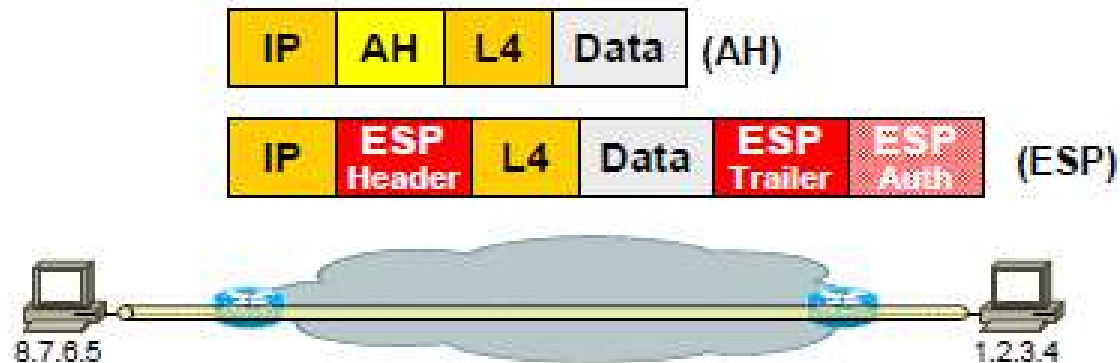 IP AH L4 Data (AH)
IP ESP Header L4 Data ESP Trailer ESP Auth (ESP)
8.7.6.5 1.2.3.4